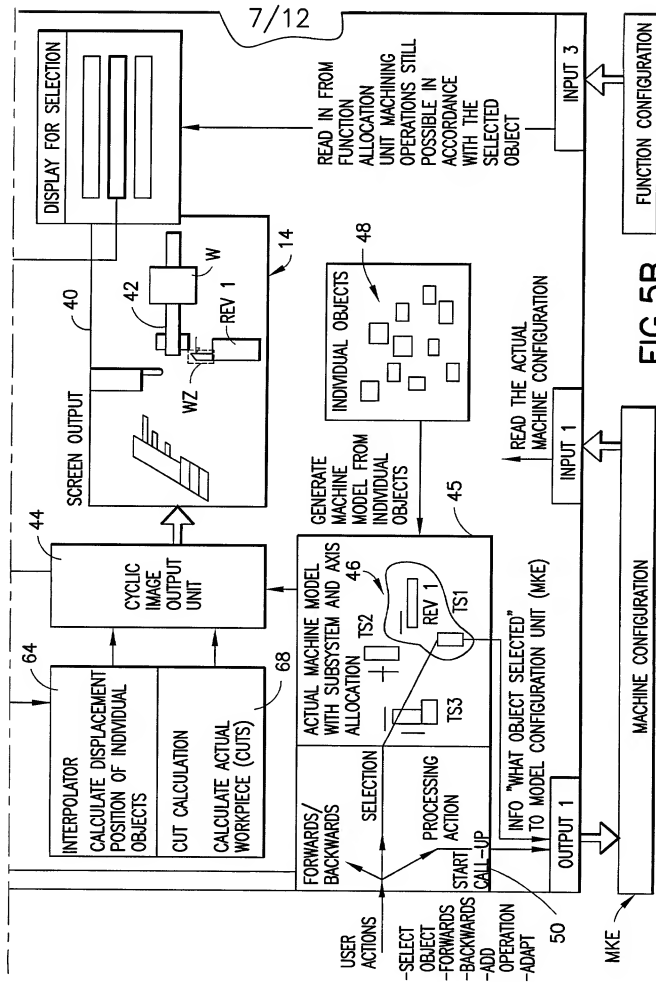 7/12
64
INTERPOLATOR
CALCULATE DISPLACEMENT
POSITION OF INDIVIDUAL
OBJECTS
CUT CALCULATION
CALCULATE ACTUAL
WORKPIECE (CUTS)
68
44
CYCLIC
IMAGE
OUTPUT
UNIT
SCREEN OUTPUT
40
42
W
WZ
REV 1
14
DISPLAY FOR SELECTION
USER
ACTIONS
-SELECT
OBJECT
-FORWARDS
-BACKWARDS
-ADD
OPERATION
-ADAPT
FORWARDS/
BACKWARDS
SELECTION
PROCESSING
ACTION
START
CALL-UP
50
ACTUAL MACHINE MODEL
WITH SUBSYSTEM AND AXIS
ALLOCATION
46
TS2
REV 1
TS1
TS3
45
GENERATE
MACHINE
MODEL FROM
INDIVIDUAL
OBJECTS
INDIVIDUAL OBJECTS
48
READ IN FROM
FUNCTION
ALLOCATION
UNIT MACHINING
OPERATIONS STILL
POSSIBLE IN
ACCORDANCE
WITH THE
SELECTED
OBJECT
INFO "WHAT OBJECT SELECTED"
TO MODEL CONFIGURATION UNIT (MKE)
READ THE ACTUAL
MACHINE CONFIGURATION
OUTPUT 1
INPUT 1
INPUT 3
MKE
MACHINE CONFIGURATION
FUNCTION CONFIGURATION
FIG. 5B